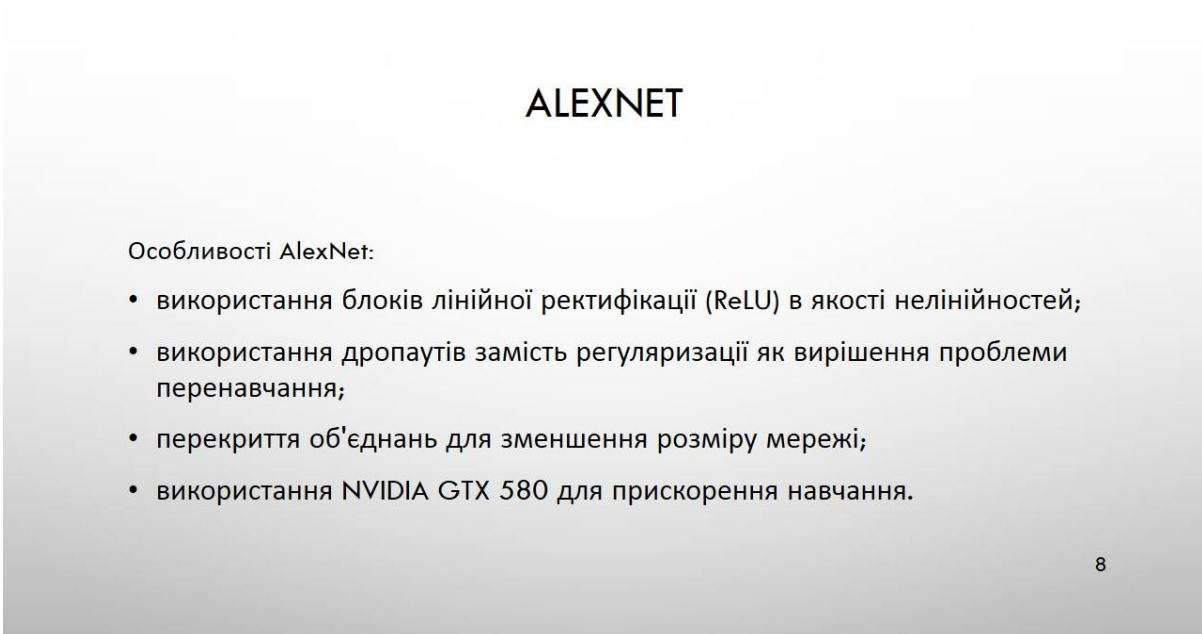 ALEXNET
Особливості AlexNet:
• використання блоків лінійної ректифікації (ReLU) в якості нелінійностей;
• використання дропаутів замість регуляризації як вирішення проблеми
перенавчання;
• перекриття об'єднань для зменшення розміру мережі;
• використання NVIDIA GTX 580 для прискорення навчання.
8